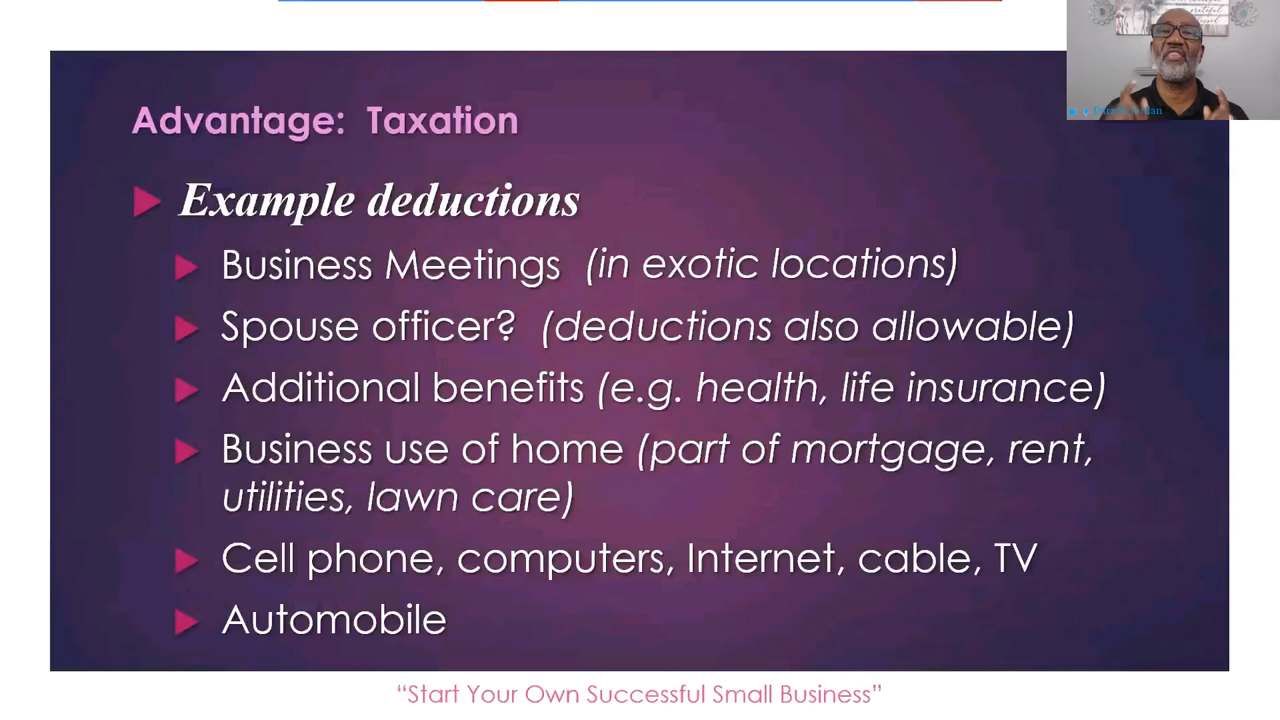 Advantage: Taxation
Example deductions
Business Meetings (in exotic locations)
Spouse officer? (deductions also allowable)
Additional benefits (e.g. health, life insurance)
Business use of home (part of mortgage, rent,
utilities, lawn care)
Cell phone, computers, Internet, cable, TV
Automobile
“Start Your Own Successful Small Business”